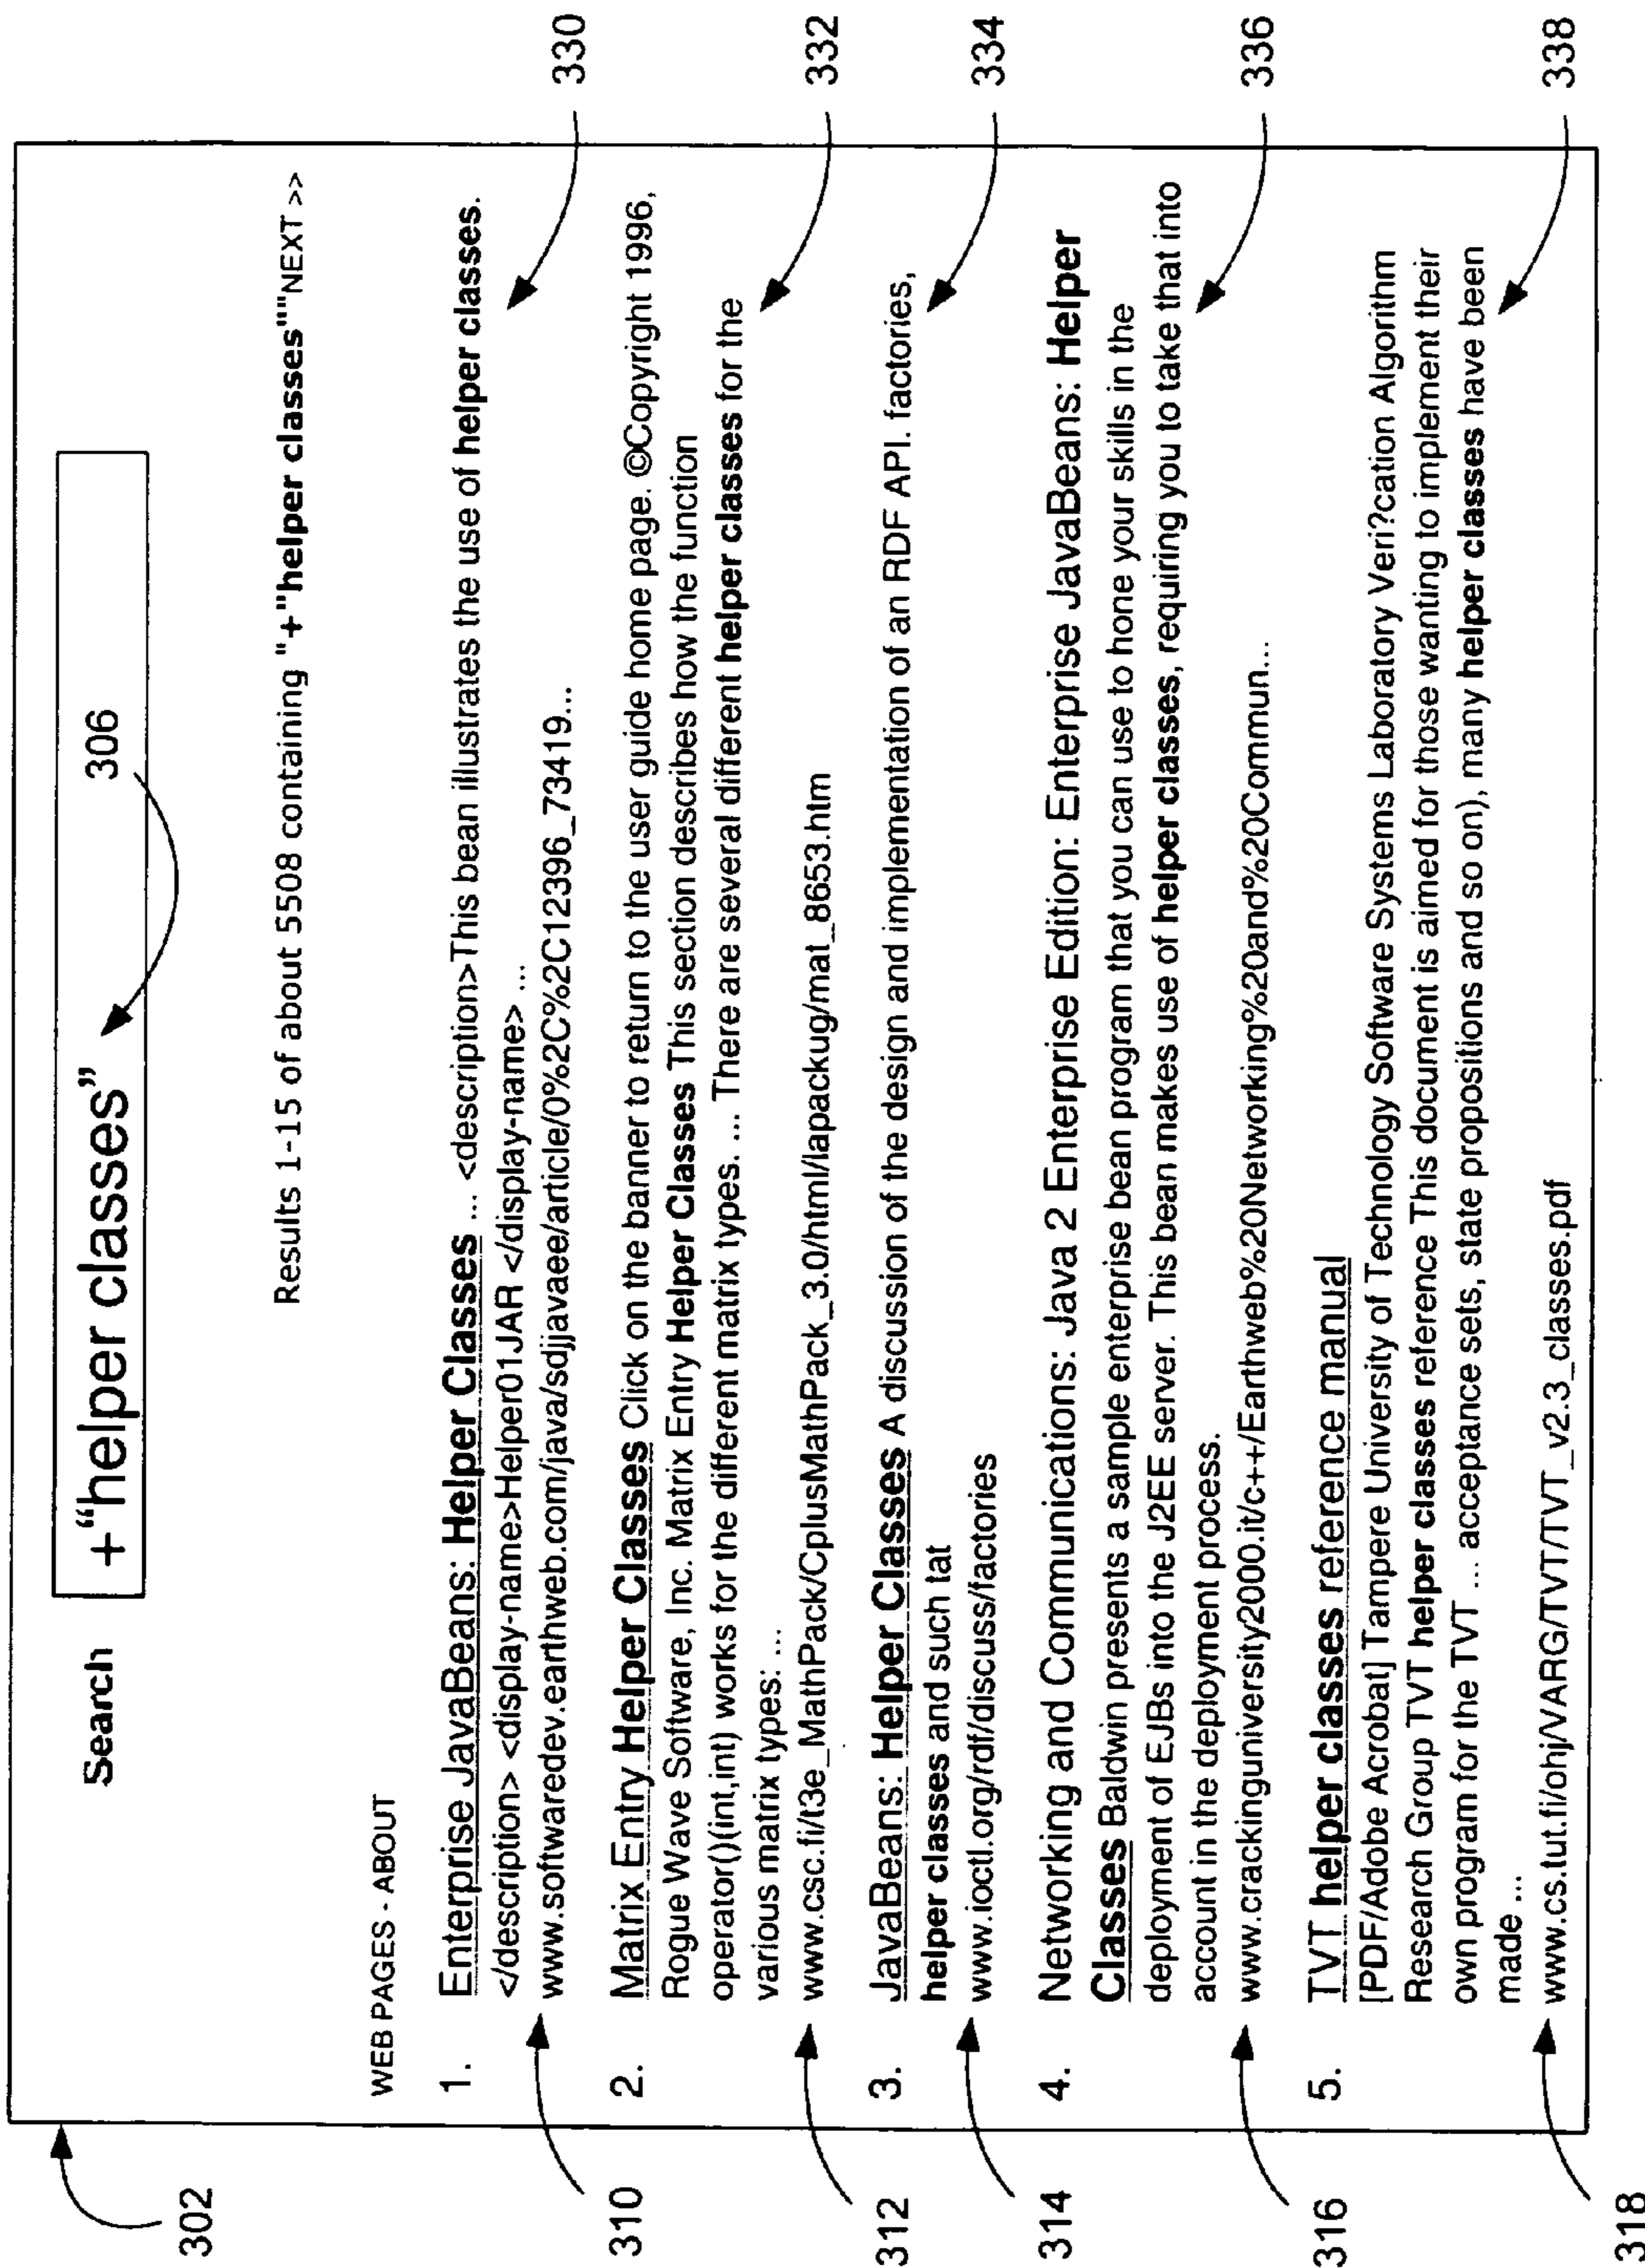 302
Search +"helper classes"
306
Results 1-15 of about 5508 containing "+"helper classes""NEXT >>
WEB PAGES - ABOUT
1. Enterprise JavaBeans: Helper Classes ... <description>This bean illustrates the use of helper classes.
</description> <display-name>Helper01JAR </display-name> ...
www.softwaredev.earthweb.com/java/sdjjavaee/article/0%2C%2C12396_73419...
310
330
2. Matrix Entry Helper Classes Click on the banner to return to the user guide home page. ©Copyright 1996,
Rogue Wave Software, Inc. Matrix Entry Helper Classes This section describes how the function
operator()(int,int) works for the different matrix types. ... There are several different helper classes for the
various matrix types: ...
www.csc.fi/t3e_MathPack/CplusMathPack_3.0/html/lapackug/mat_8653.htm
312
332
3. JavaBeans: Helper Classes A discussion of the design and implementation of an RDF API. factories,
helper classes and such tat
www.ioctl.org/rdf/discuss/factories
314
334
4. Networking and Communications: Java 2 Enterprise Edition: Enterprise JavaBeans: Helper
Classes Baldwin presents a sample enterprise bean program that you can use to hone your skills in the
deployment of EJBs into the J2EE server. This bean makes use of helper classes, requiring you to take that into
account in the deployment process.
www.crackinguniversity2000.it/c++/Earthweb%20Networking%20and%20Commun...
316
336
5. TVT helper classes reference manual
[PDF/Adobe Acrobat] Tampere University of Technology Software Systems Laboratory Veri?cation Algorithm
Research Group TVT helper classes reference This document is aimed for those wanting to implement their
own program for the TVT ... acceptance sets, state propositions and so on), many helper classes have been
made ...
www.cs.tut.fi/ohj/VARG/TVT/TVT_v2.3_classes.pdf
318
338